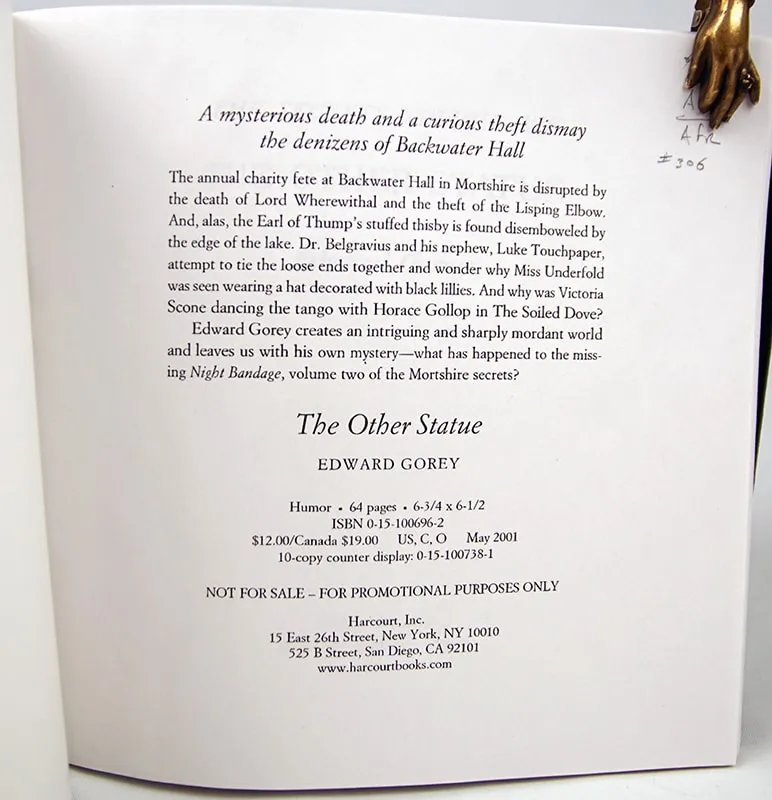 A mysterious death and a curious theft dismay
the denizens of Backwater Hall
The annual charity fete at Backwater Hall in Mortshire is disrupted by
the death of Lord Wherewithal and the theft of the Lisping Elbow.
And, alas, the Earl of Thump's stuffed thisby is found disemboweled by
the edge of the lake. Dr. Belgravius and his nephew, Luke Touchpaper,
attempt to tie the loose ends together and wonder why Miss Underfold
was seen wearing a hat decorated with black lillies. And why was Victoria
Scone dancing the tango with Horace Gollop in The Soiled Dove?
Edward Gorey creates an intriguing and sharply mordant world
and leaves us with his own mystery—what has happened to the miss-
ing Night Bandage, volume two of the Mortshire secrets?
The Other Statue
EDWARD GOREY
Humor • 64 pages • 6-3/4 x 6-1/2
ISBN 0-15-100696-2
$12.00/Canada $19.00 US, C, O May 2001
10-copy counter display: 0-15-100738-1
NOT FOR SALE – FOR PROMOTIONAL PURPOSES ONLY
Harcourt, Inc.
15 East 26th Street, New York, NY 10010
525 B Street, San Diego, CA 92101
www.harcourtbooks.com
#306